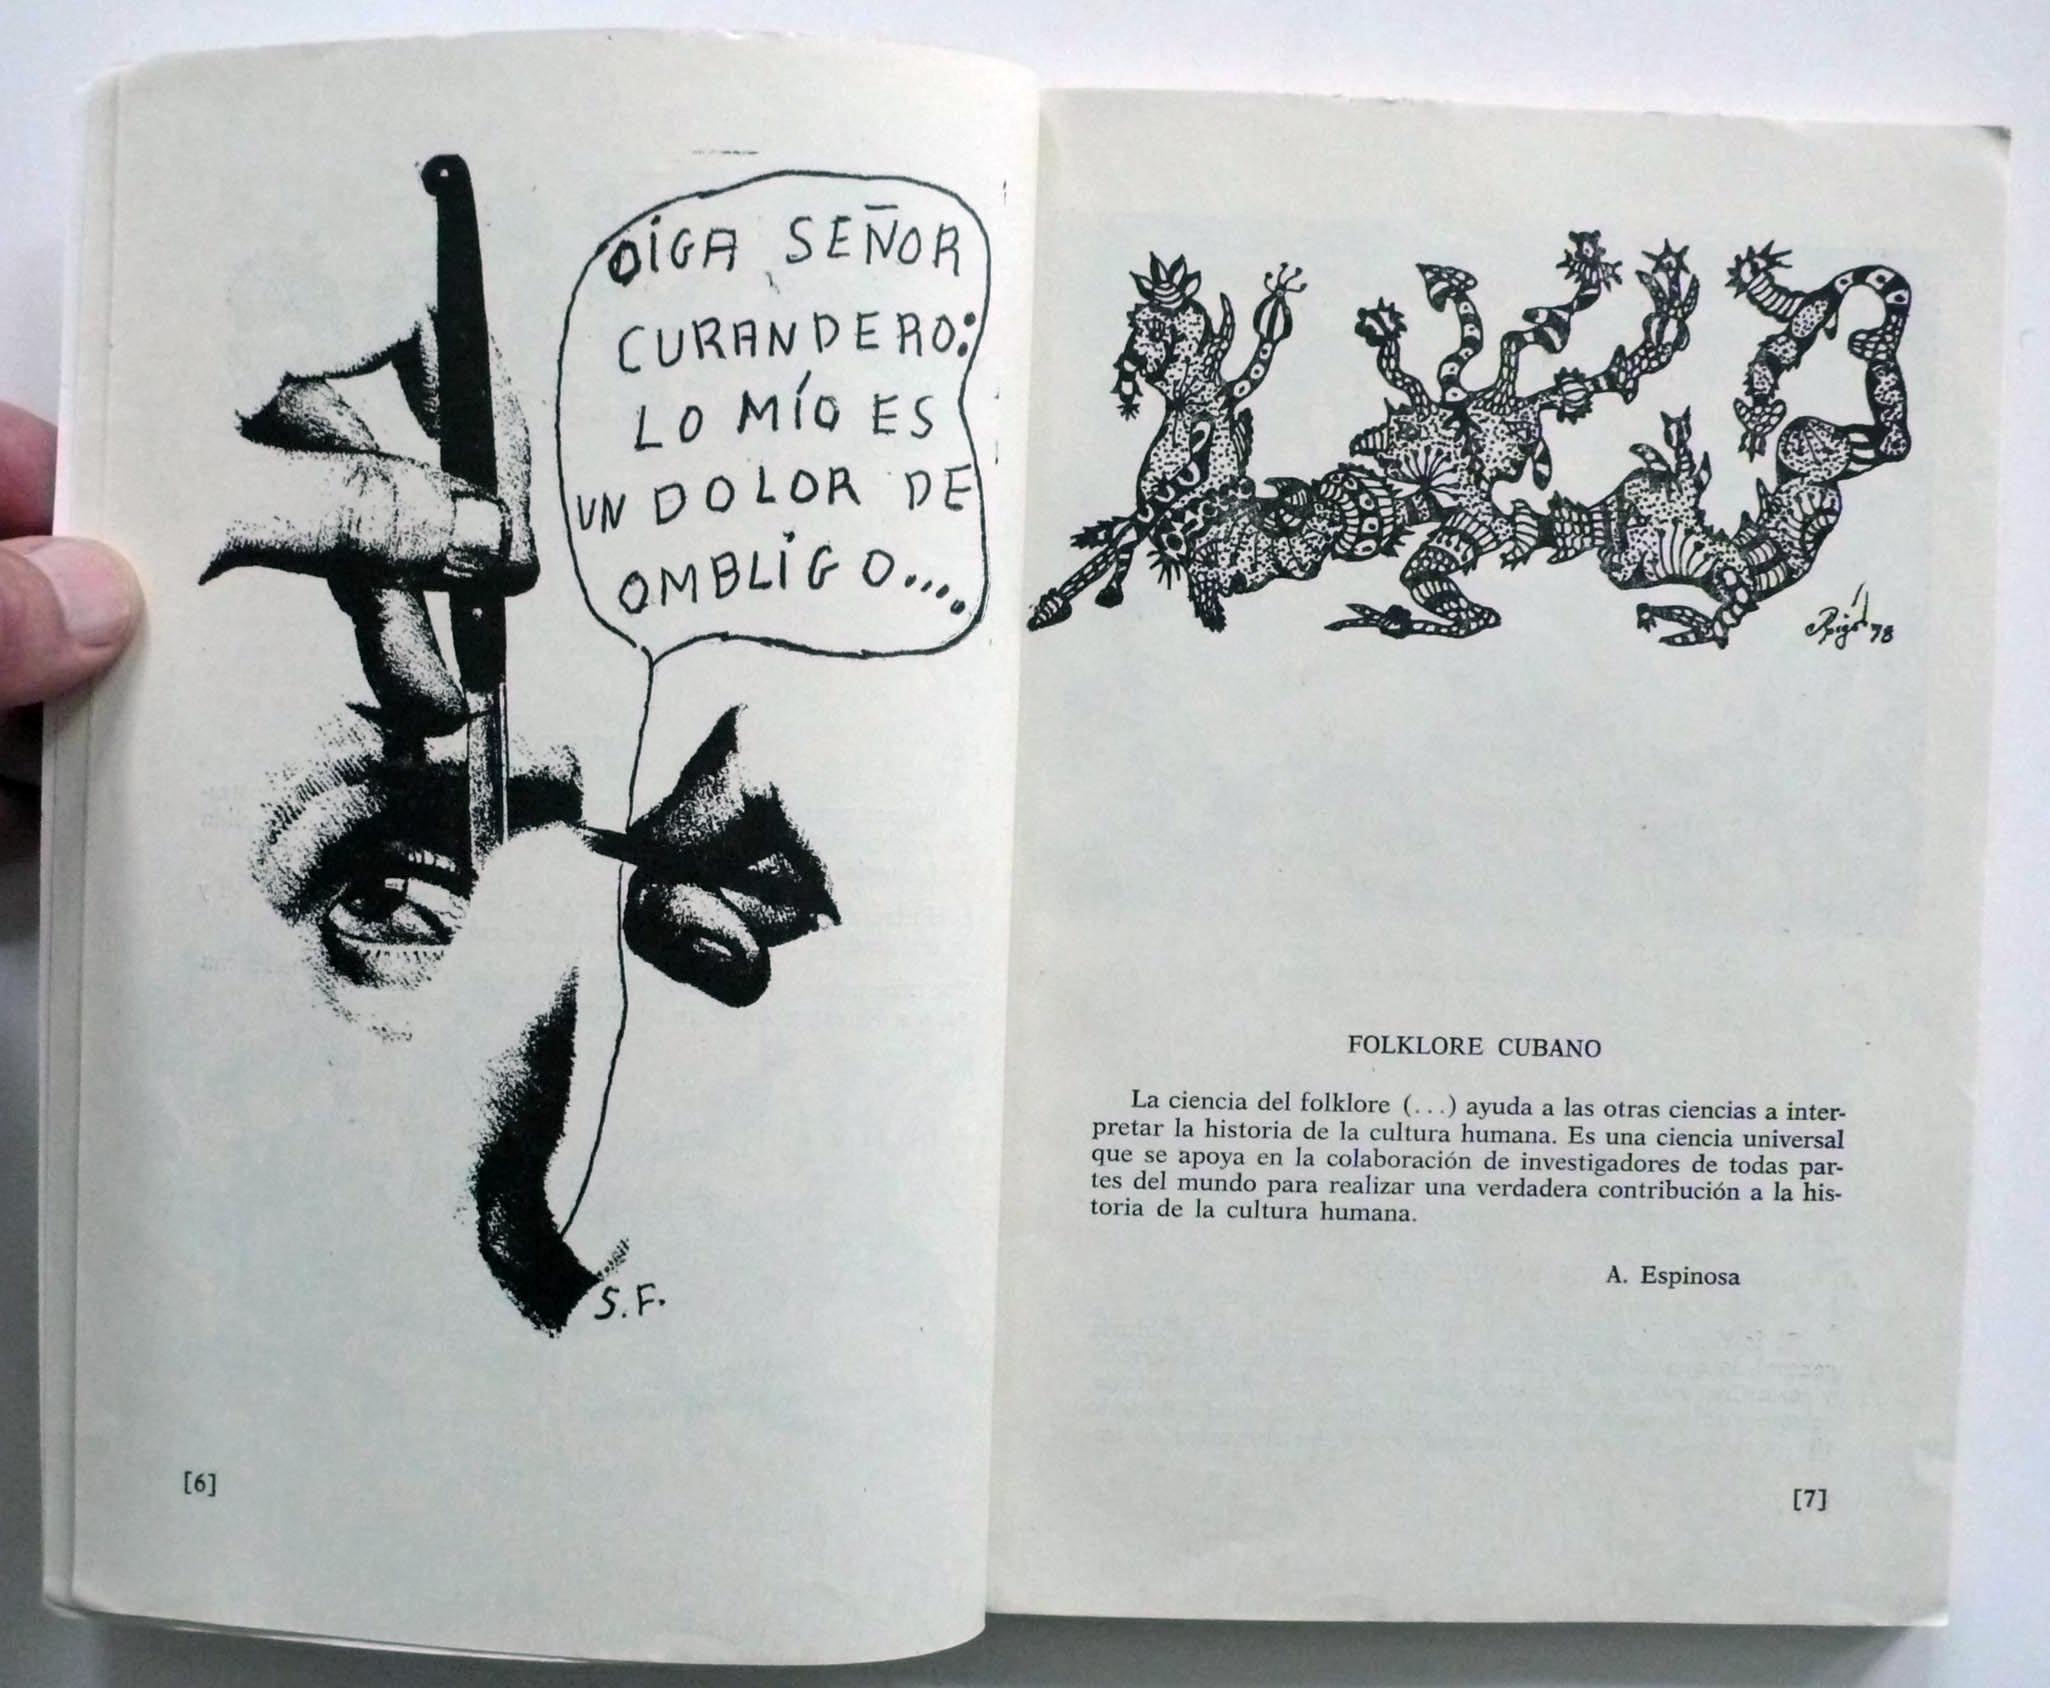 OIGA SEÑOR
CURANDERO:
LO MÍO ES
UN DOLOR DE
OMBLIGO....
S.F.
[6]
78
FOLKLORE CUBANO
La ciencia del folklore (...) ayuda a las otras ciencias a inter-
pretar la historia de la cultura humana. Es una ciencia universal
que se apoya en la colaboración de investigadores de todas par-
tes del mundo para realizar una verdadera contribución a la his-
toria de la cultura humana.
A. Espinosa
[7]